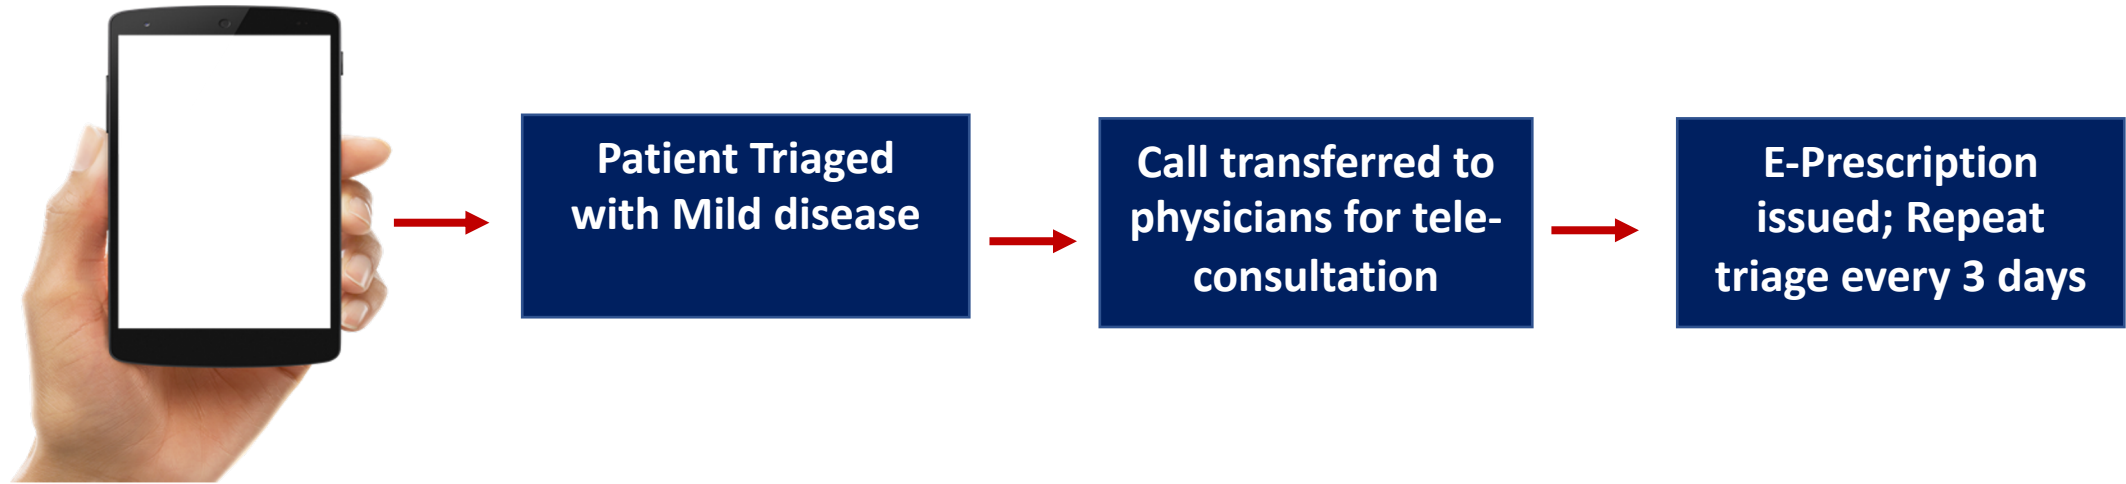 Patient Triaged
with Mild disease
Call transferred to
physicians for tele-
consultation
E-Prescription
issued; Repeat
triage every 3 days